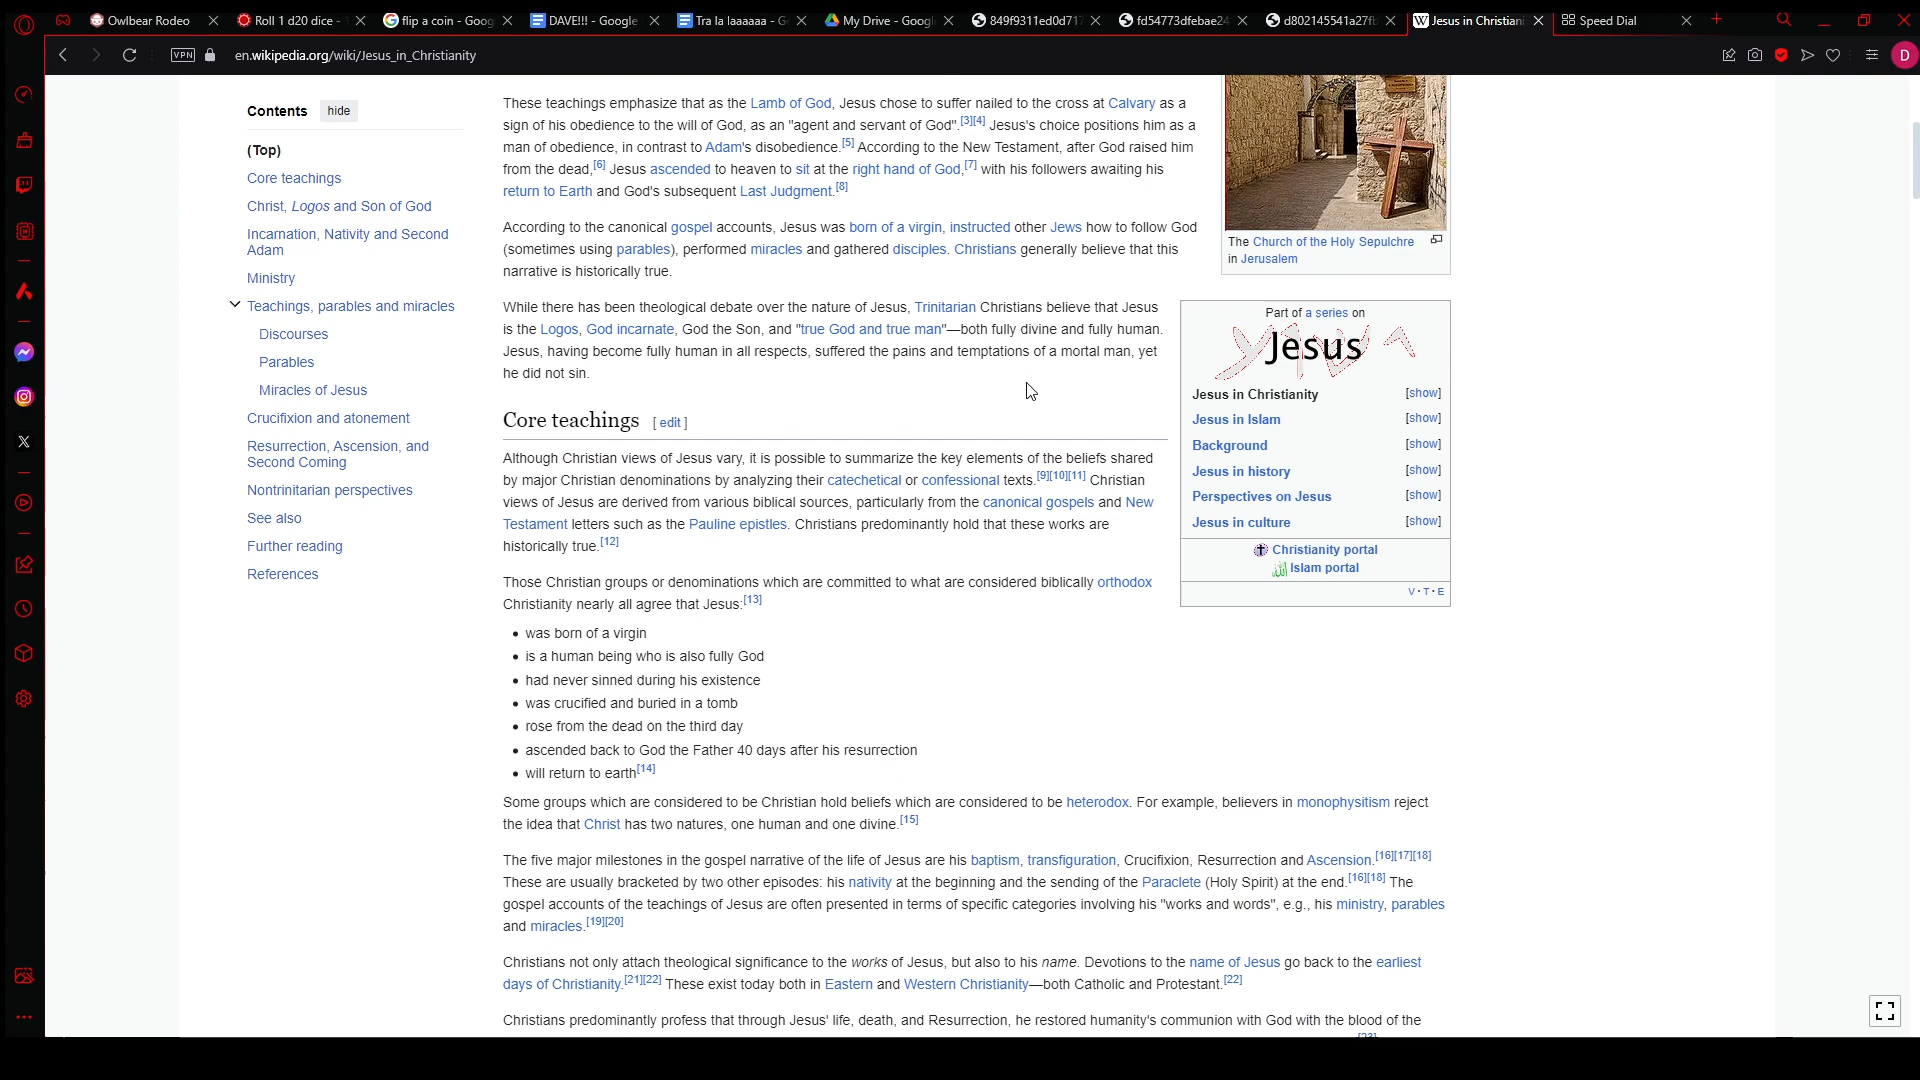 Owlbear Rodeo
Roll 1 d20 dice -
flip a coin - Goog
DAVE!!! - Google
Tra la laaaaaa - G
My Drive - Googl
849f9311ed0d71
fd54773dfebae24
d802145541a27f
Jesus in Christiani
Speed Dial
VPN
en.wikipedia.org/wiki/Jesus_in_Christianity
D
Contents hide
(Top)
Core teachings
Christ, Logos and Son of God
Incarnation, Nativity and Second
Adam
Ministry
Teachings, parables and miracles
Discourses
Parables
Miracles of Jesus
Crucifixion and atonement
Resurrection, Ascension, and
Second Coming
Nontrinitarian perspectives
See also
Further reading
References
These teachings emphasize that as the Lamb of God, Jesus chose to suffer nailed to the cross at Calvary as a
sign of his obedience to the will of God, as an "agent and servant of God".[3][4] Jesus's choice positions him as a
man of obedience, in contrast to Adam's disobedience.[5] According to the New Testament, after God raised him
from the dead,[6] Jesus ascended to heaven to sit at the right hand of God,[7] with his followers awaiting his
return to Earth and God's subsequent Last Judgment.[8]
According to the canonical gospel accounts, Jesus was born of a virgin, instructed other Jews how to follow God
(sometimes using parables), performed miracles and gathered disciples. Christians generally believe that this
narrative is historically true.
While there has been theological debate over the nature of Jesus, Trinitarian Christians believe that Jesus
is the Logos, God incarnate, God the Son, and "true God and true man"—both fully divine and fully human.
Jesus, having become fully human in all respects, suffered the pains and temptations of a mortal man, yet
he did not sin.
The Church of the Holy Sepulchre
in Jerusalem
Part of a series on
Jesus
Jesus in Christianity [show]
Jesus in Islam [show]
Background [show]
Jesus in history [show]
Perspectives on Jesus [show]
Jesus in culture [show]
Christianity portal
Islam portal
V·T·E
Core teachings [ edit ]
Although Christian views of Jesus vary, it is possible to summarize the key elements of the beliefs shared
by major Christian denominations by analyzing their catechetical or confessional texts.[9][10][11] Christian
views of Jesus are derived from various biblical sources, particularly from the canonical gospels and New
Testament letters such as the Pauline epistles. Christians predominantly hold that these works are
historically true.[12]
Those Christian groups or denominations which are committed to what are considered biblically orthodox
Christianity nearly all agree that Jesus:[13]
• was born of a virgin
• is a human being who is also fully God
• had never sinned during his existence
• was crucified and buried in a tomb
• rose from the dead on the third day
• ascended back to God the Father 40 days after his resurrection
• will return to earth[14]
Some groups which are considered to be Christian hold beliefs which are considered to be heterodox. For example, believers in monophysitism reject
the idea that Christ has two natures, one human and one divine.[15]
The five major milestones in the gospel narrative of the life of Jesus are his baptism, transfiguration, Crucifixion, Resurrection and Ascension.[16][17][18]
These are usually bracketed by two other episodes: his nativity at the beginning and the sending of the Paraclete (Holy Spirit) at the end.[16][18] The
gospel accounts of the teachings of Jesus are often presented in terms of specific categories involving his "works and words", e.g., his ministry, parables
and miracles.[19][20]
Christians not only attach theological significance to the works of Jesus, but also to his name. Devotions to the name of Jesus go back to the earliest
days of Christianity.[21][22] These exist today both in Eastern and Western Christianity—both Catholic and Protestant.[22]
Christians predominantly profess that through Jesus' life, death, and Resurrection, he restored humanity's communion with God with the blood of the